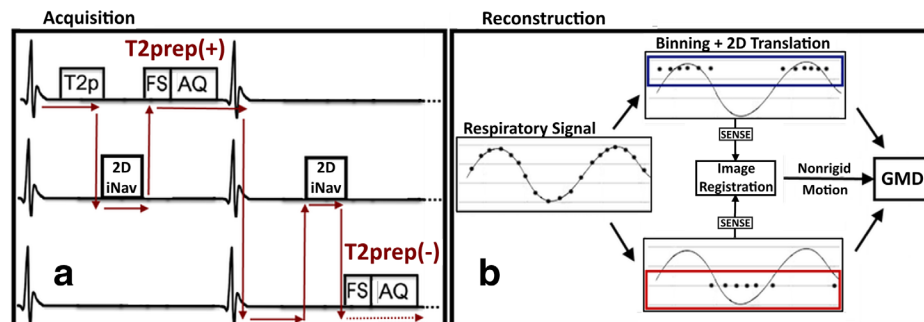 Acquisition
T2prep(+)
T2p
FS
AQ
2D
iNav
2D
iNav
T2prep(-)
FS
AQ
a
Reconstruction
Binning + 2D Translation
Respiratory Signal
SENSE
Image
Registration
Nonrigid
Motion
GMD
SENSE
b